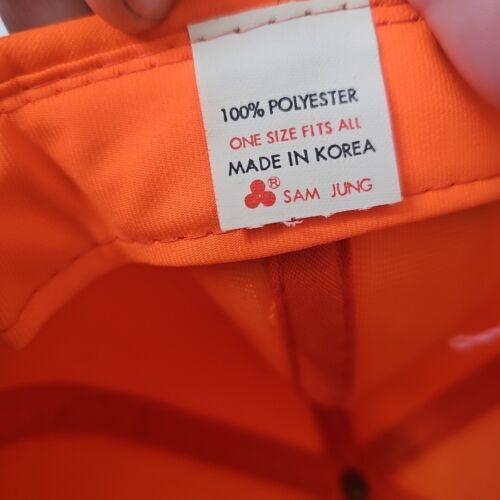 100% POLYESTER
ONE SIZE FITS ALL
MADE IN KOREA
® SAM JUNG